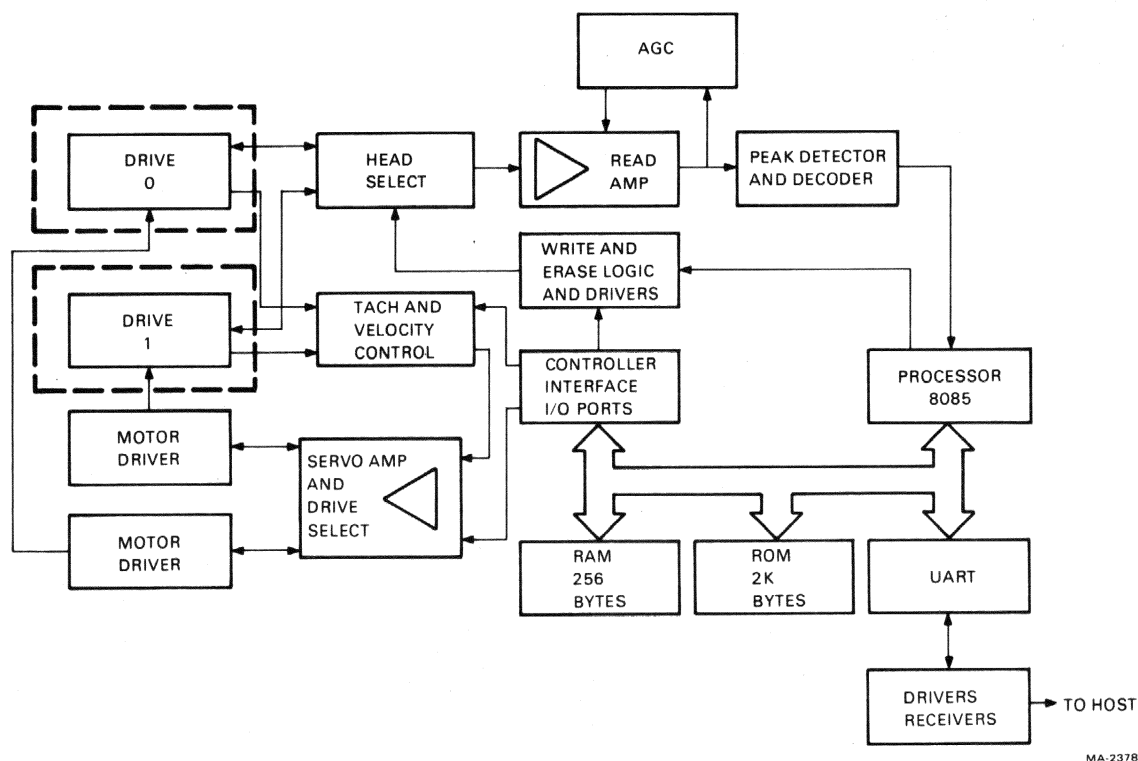 AGC
DRIVE
0
HEAD
SELECT
READ
AMP
PEAK DETECTOR
AND DECODER
WRITE AND
ERASE LOGIC
AND DRIVERS
DRIVE
1
TACH AND
VELOCITY
CONTROL
CONTROLLER
INTERFACE
I/O PORTS
PROCESSOR
8085
MOTOR
DRIVER
SERVO AMP
AND
DRIVE
SELECT
MOTOR
DRIVER
RAM
256
BYTES
ROM
2K
BYTES
UART
DRIVERS
RECEIVERS
TO HOST
MA-2378